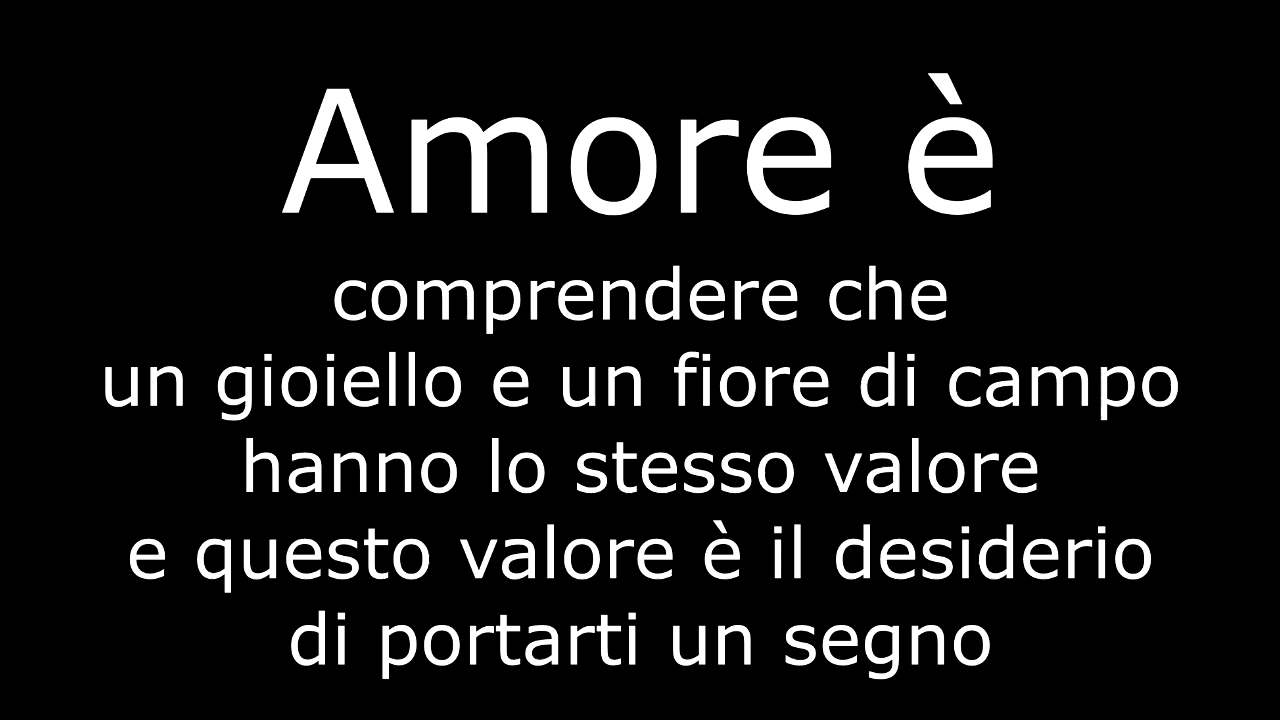 Amore è
comprendere che
un gioiello e un fiore di campo
hanno lo stesso valore
e questo valore è il desiderio
di portarti un segno